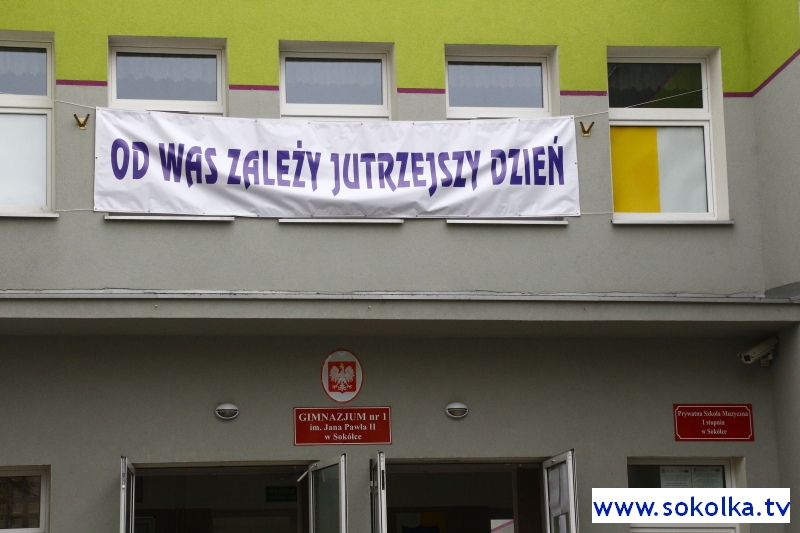 OD WAS ZALEŻY JUTRZEJSZY DZIEŃ
GIMNAZJUM nr 1
im. Jana Pawła II
w Sokółce
Prywatna Szkoła Muzyczna
I stopnia
w Sokółce
www.sokolka.tv